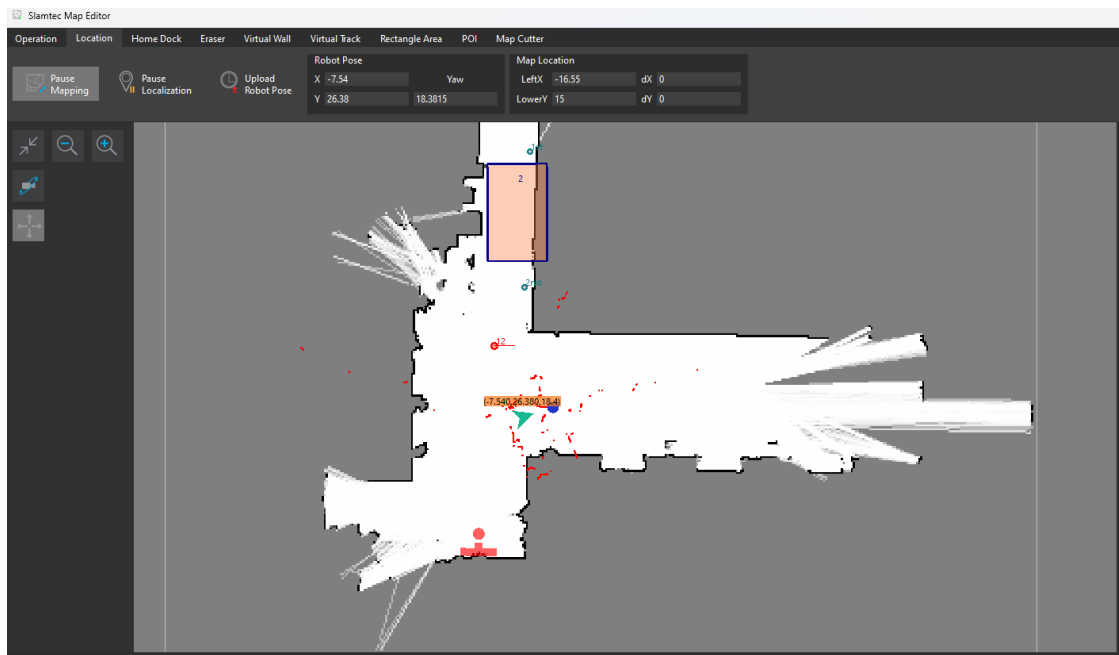 Slamtec Map Editor
Operation Location Home Dock Eraser Virtual Wall Virtual Track Rectangle Area POI Map Cutter
Pause Mapping
Pause Localization
Upload Robot Pose
Robot Pose
X -7.54 Yaw
Y 26.38 18.3815
Map Location
LeftX -16.55 dX 0
LowerY 15 dY 0
2
2nd
12
(-7.540,26.380,18.4)